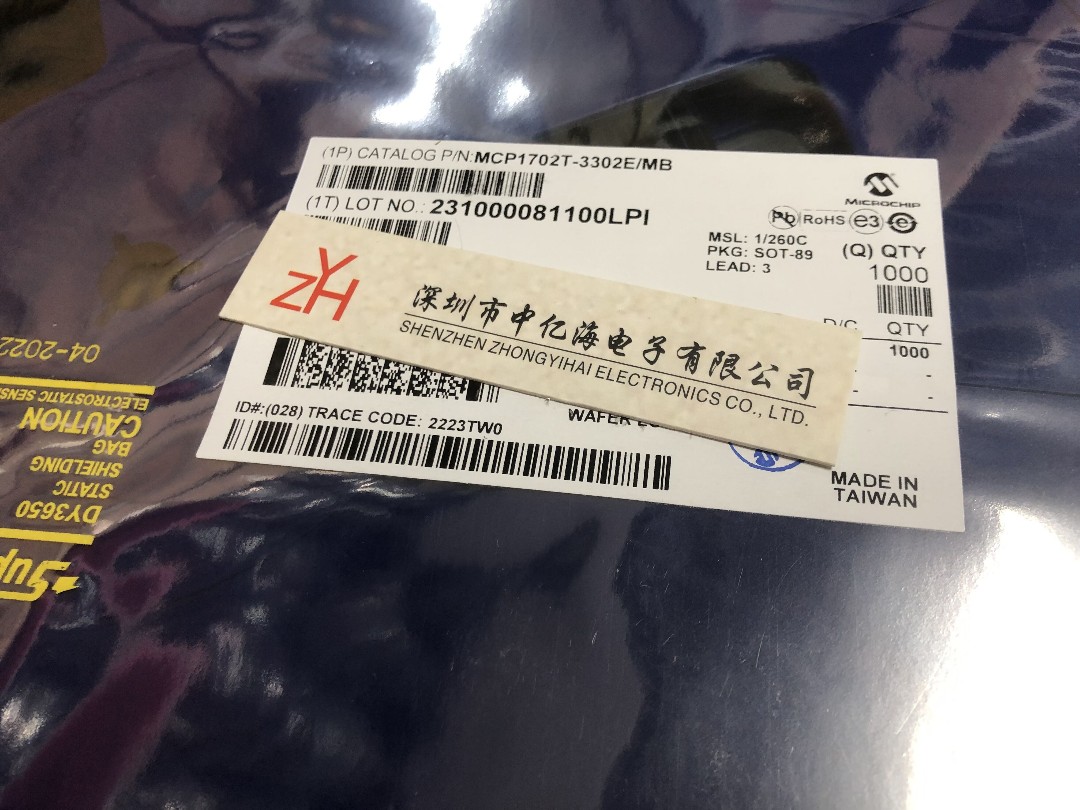 (1P) CATALOG P/N:MCP1702T-3302E/MB
(1T) LOT NO.: 231000081100LPI
MICROCHIP
Pb RoHS e3 e
MSL: 1/260C
PKG: SOT-89
LEAD: 3
(Q) QTY
1000
D/C QTY
1000
-
-
ZYH
深圳市中亿海电子有限公司
SHENZHEN ZHONGYIHAI ELECTRONICS CO., LTD.
WAFER
ID#:(028) TRACE CODE: 2223TW0
MADE IN
TAIWAN
04-2022
ELECTROSTATIC SENS
CAUTION
BAG
SHIELDING
STATIC
DY3650
Sup